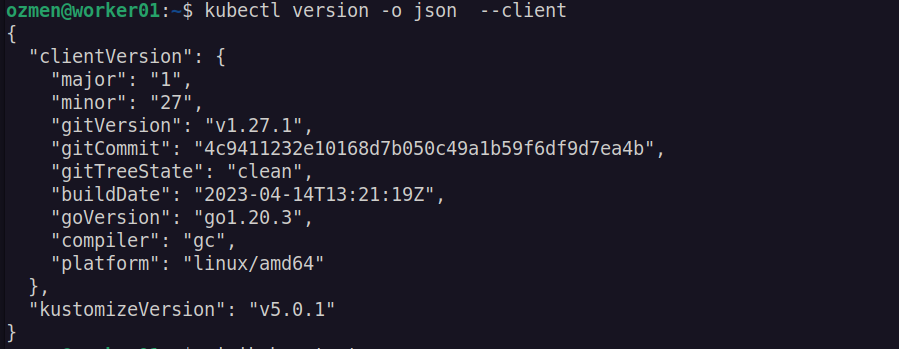 ozmen@worker01:~$ kubectl version -o json  --client
{
  "clientVersion": {
    "major": "1",
    "minor": "27",
    "gitVersion": "v1.27.1",
    "gitCommit": "4c9411232e10168d7b050c49a1b59f6df9d7ea4b",
    "gitTreeState": "clean",
    "buildDate": "2023-04-14T13:21:19Z",
    "goVersion": "go1.20.3",
    "compiler": "gc",
    "platform": "linux/amd64"
  },
  "kustomizeVersion": "v5.0.1"
}